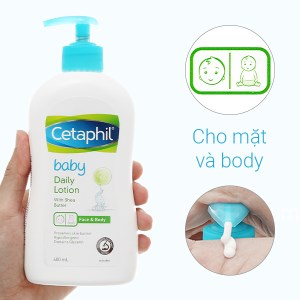 Cetaphil
baby
Daily
Lotion
With Shea
Butter
Face & Body
Cho mặt
và body